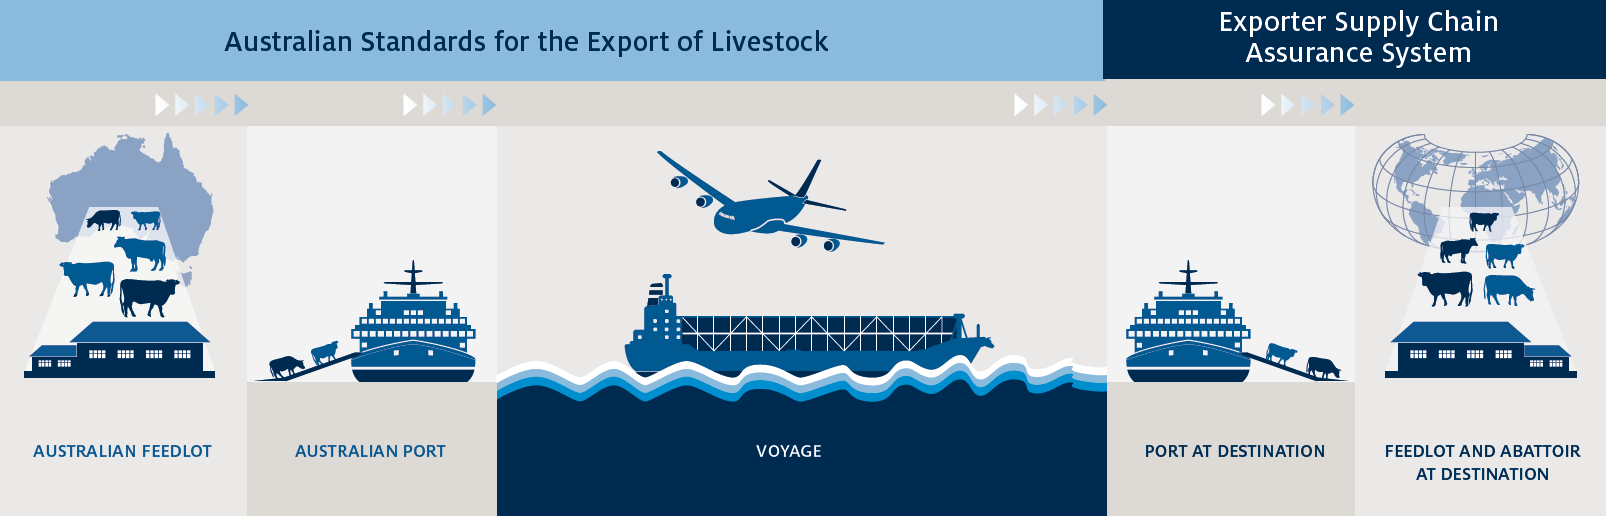 Australian Standards for the Export of Livestock
Exporter Supply Chain
Assurance System
AUSTRALIAN FEEDLOT
AUSTRALIAN PORT
VOYAGE
PORT AT DESTINATION
FEEDLOT AND ABATTOIR
AT DESTINATION